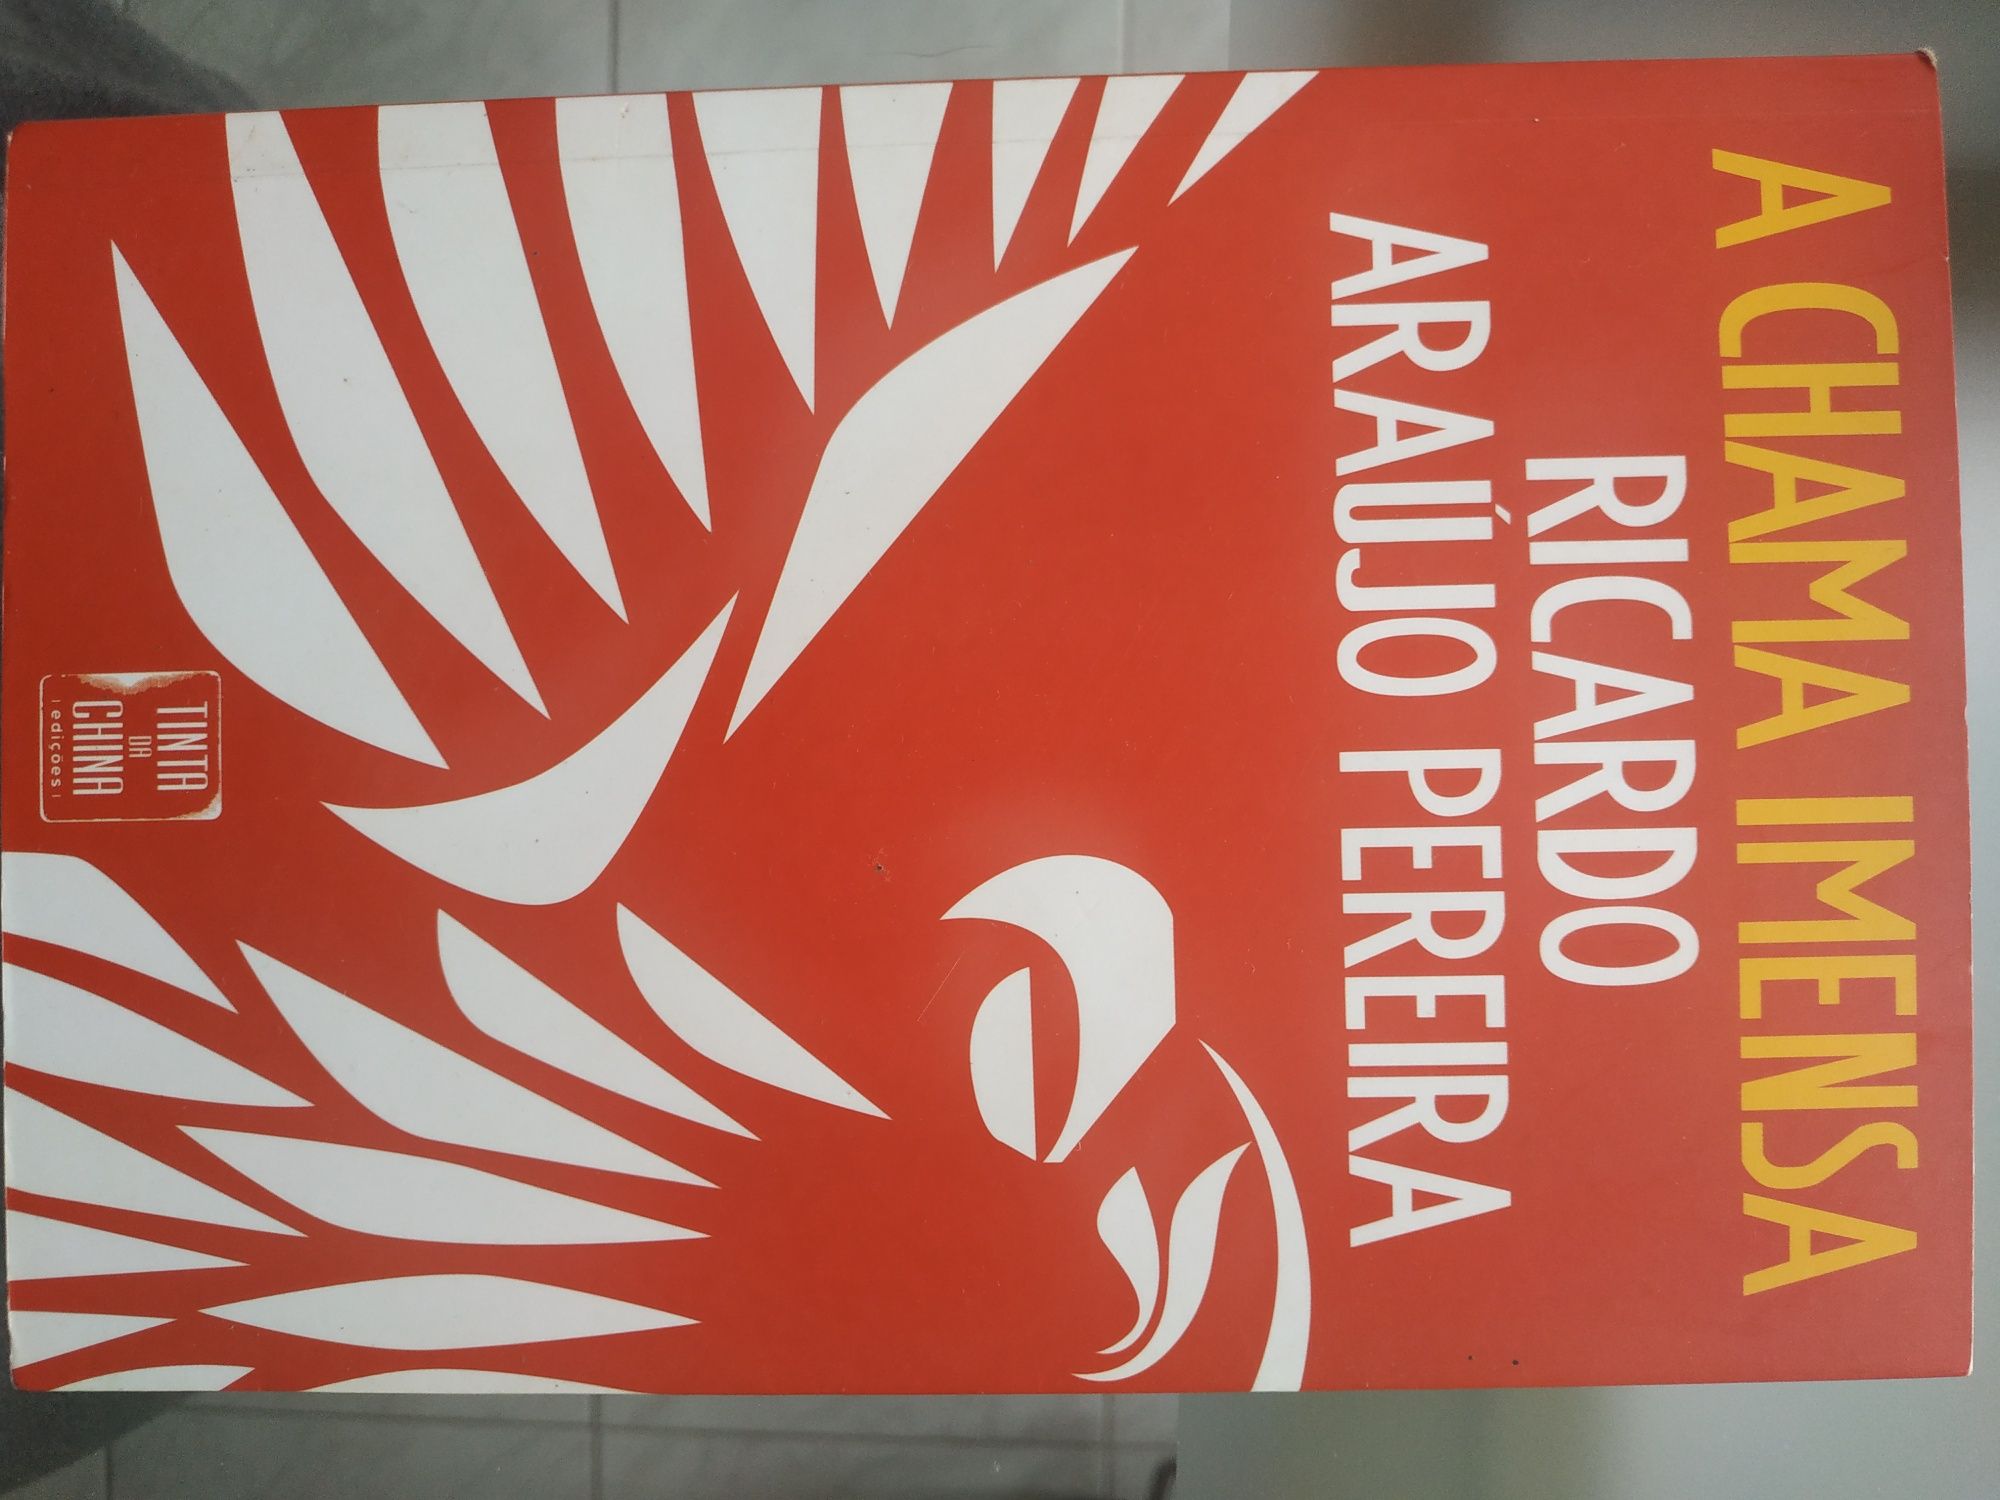 A CHAMA IMENSA
RICARDO
ARAÚJO PEREIRA
TINTA
DA
CHINA
| edições |